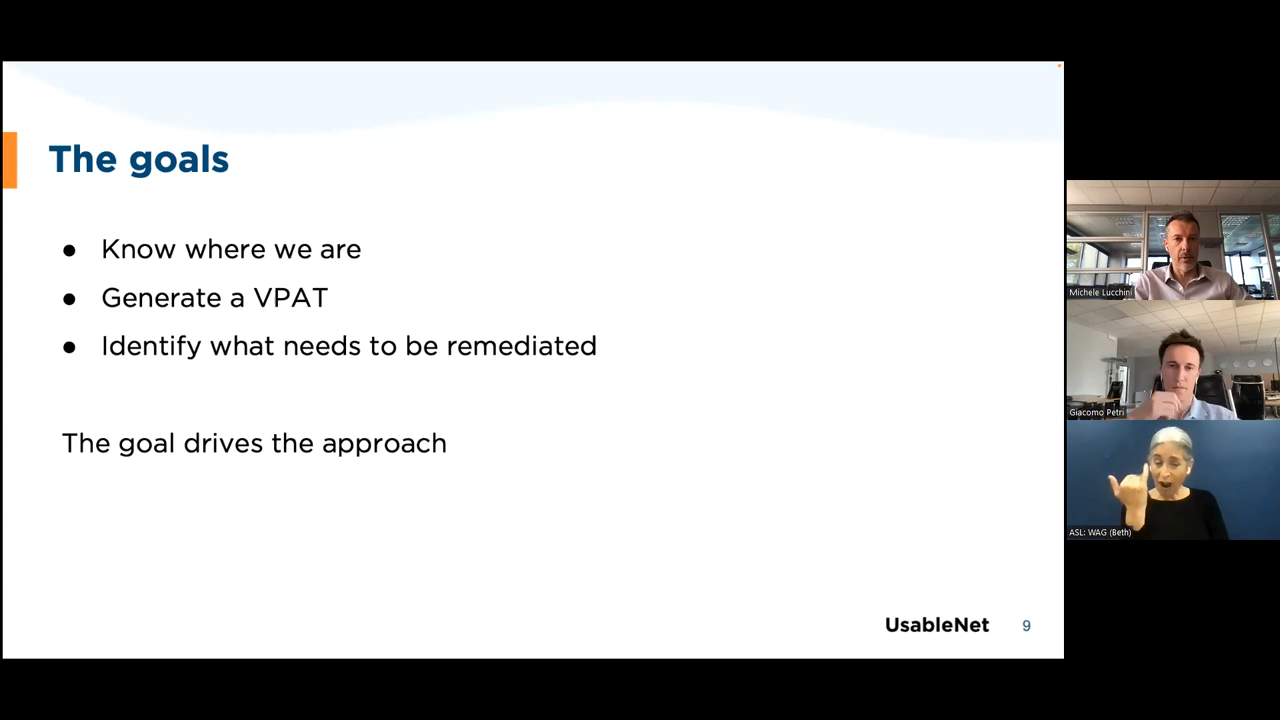 The goals
● Know where we are
● Generate a VPAT
● Identify what needs to be remediated
The goal drives the approach
UsableNet 9
Michele Lucchini
Giacomo Petri
ASL: WAG (Beth)